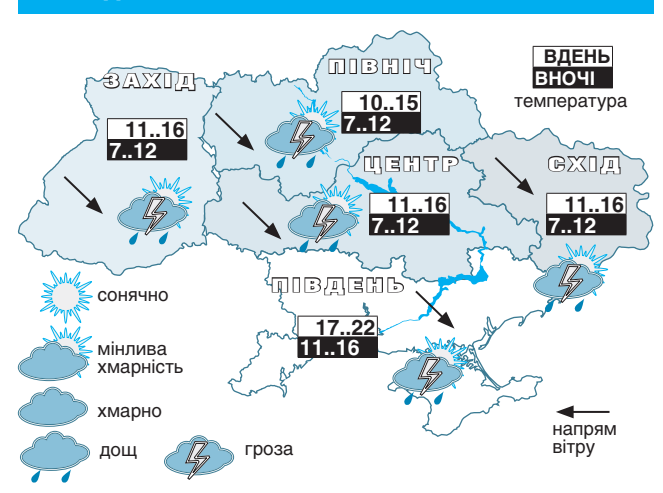 ПІВНІЧ
ВДЕНЬ
ВНОЧІ
температура
ЗАХІД
10..15
7..12
11..16
7..12
ЦЕНТР
СХІД
11..16
7..12
11..16
7..12
ПІВДЕНЬ
17..22
11..16
сонячно
мінлива
хмарність
хмарно
дощ
гроза
напрям
вітру